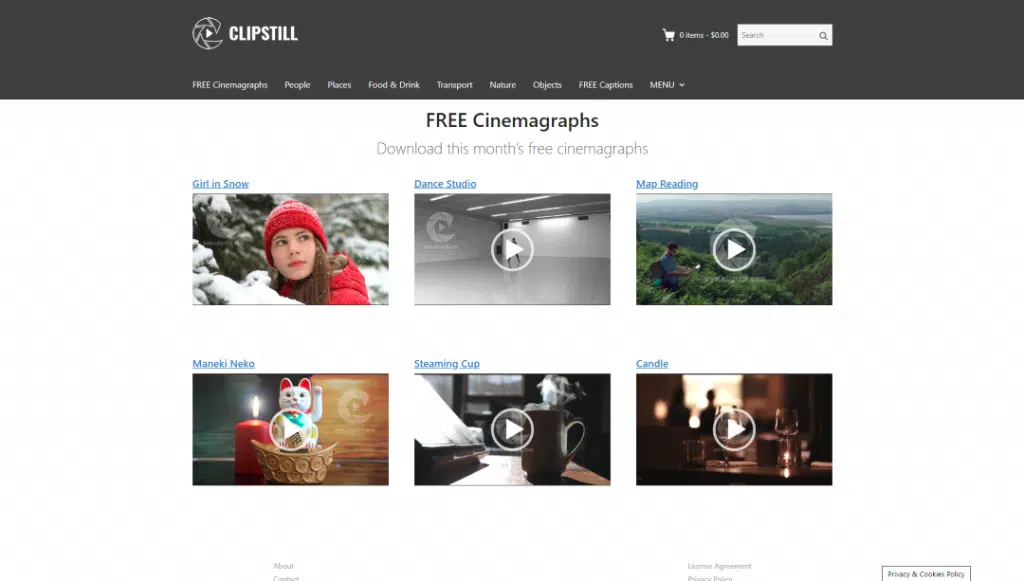 CLIPSTILL
0 items - $0.00
Search
FREE Cinemagraphs People Places Food & Drink Transport Nature Objects FREE Captions MENU
FREE Cinemagraphs
Download this month's free cinemagraphs
Girl in Snow Dance Studio Map Reading
Maneki Neko Steaming Cup Candle
About License Agreement
Contact Privacy Policy
Privacy & Cookies Policy